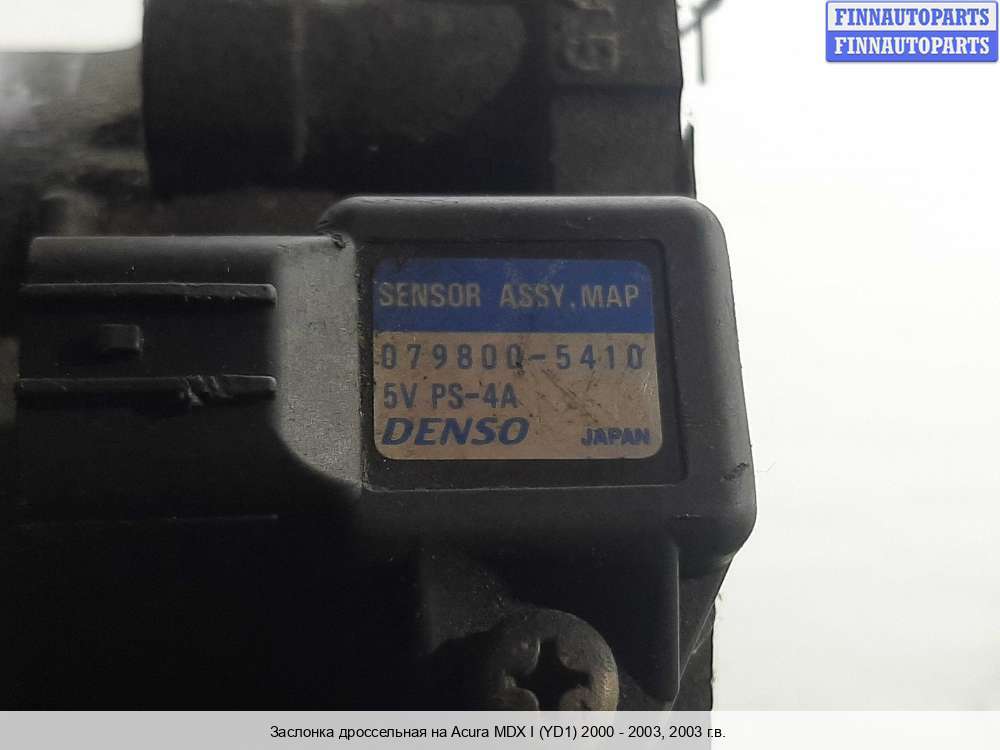 FINNAUTOPARTS
FINNAUTOPARTS
SENSOR ASSY.MAP
079800-5410
5V PS-4A
DENSO JAPAN
Заслонка дроссельная на Acura MDX I (YD1) 2000 - 2003, 2003 г.в.